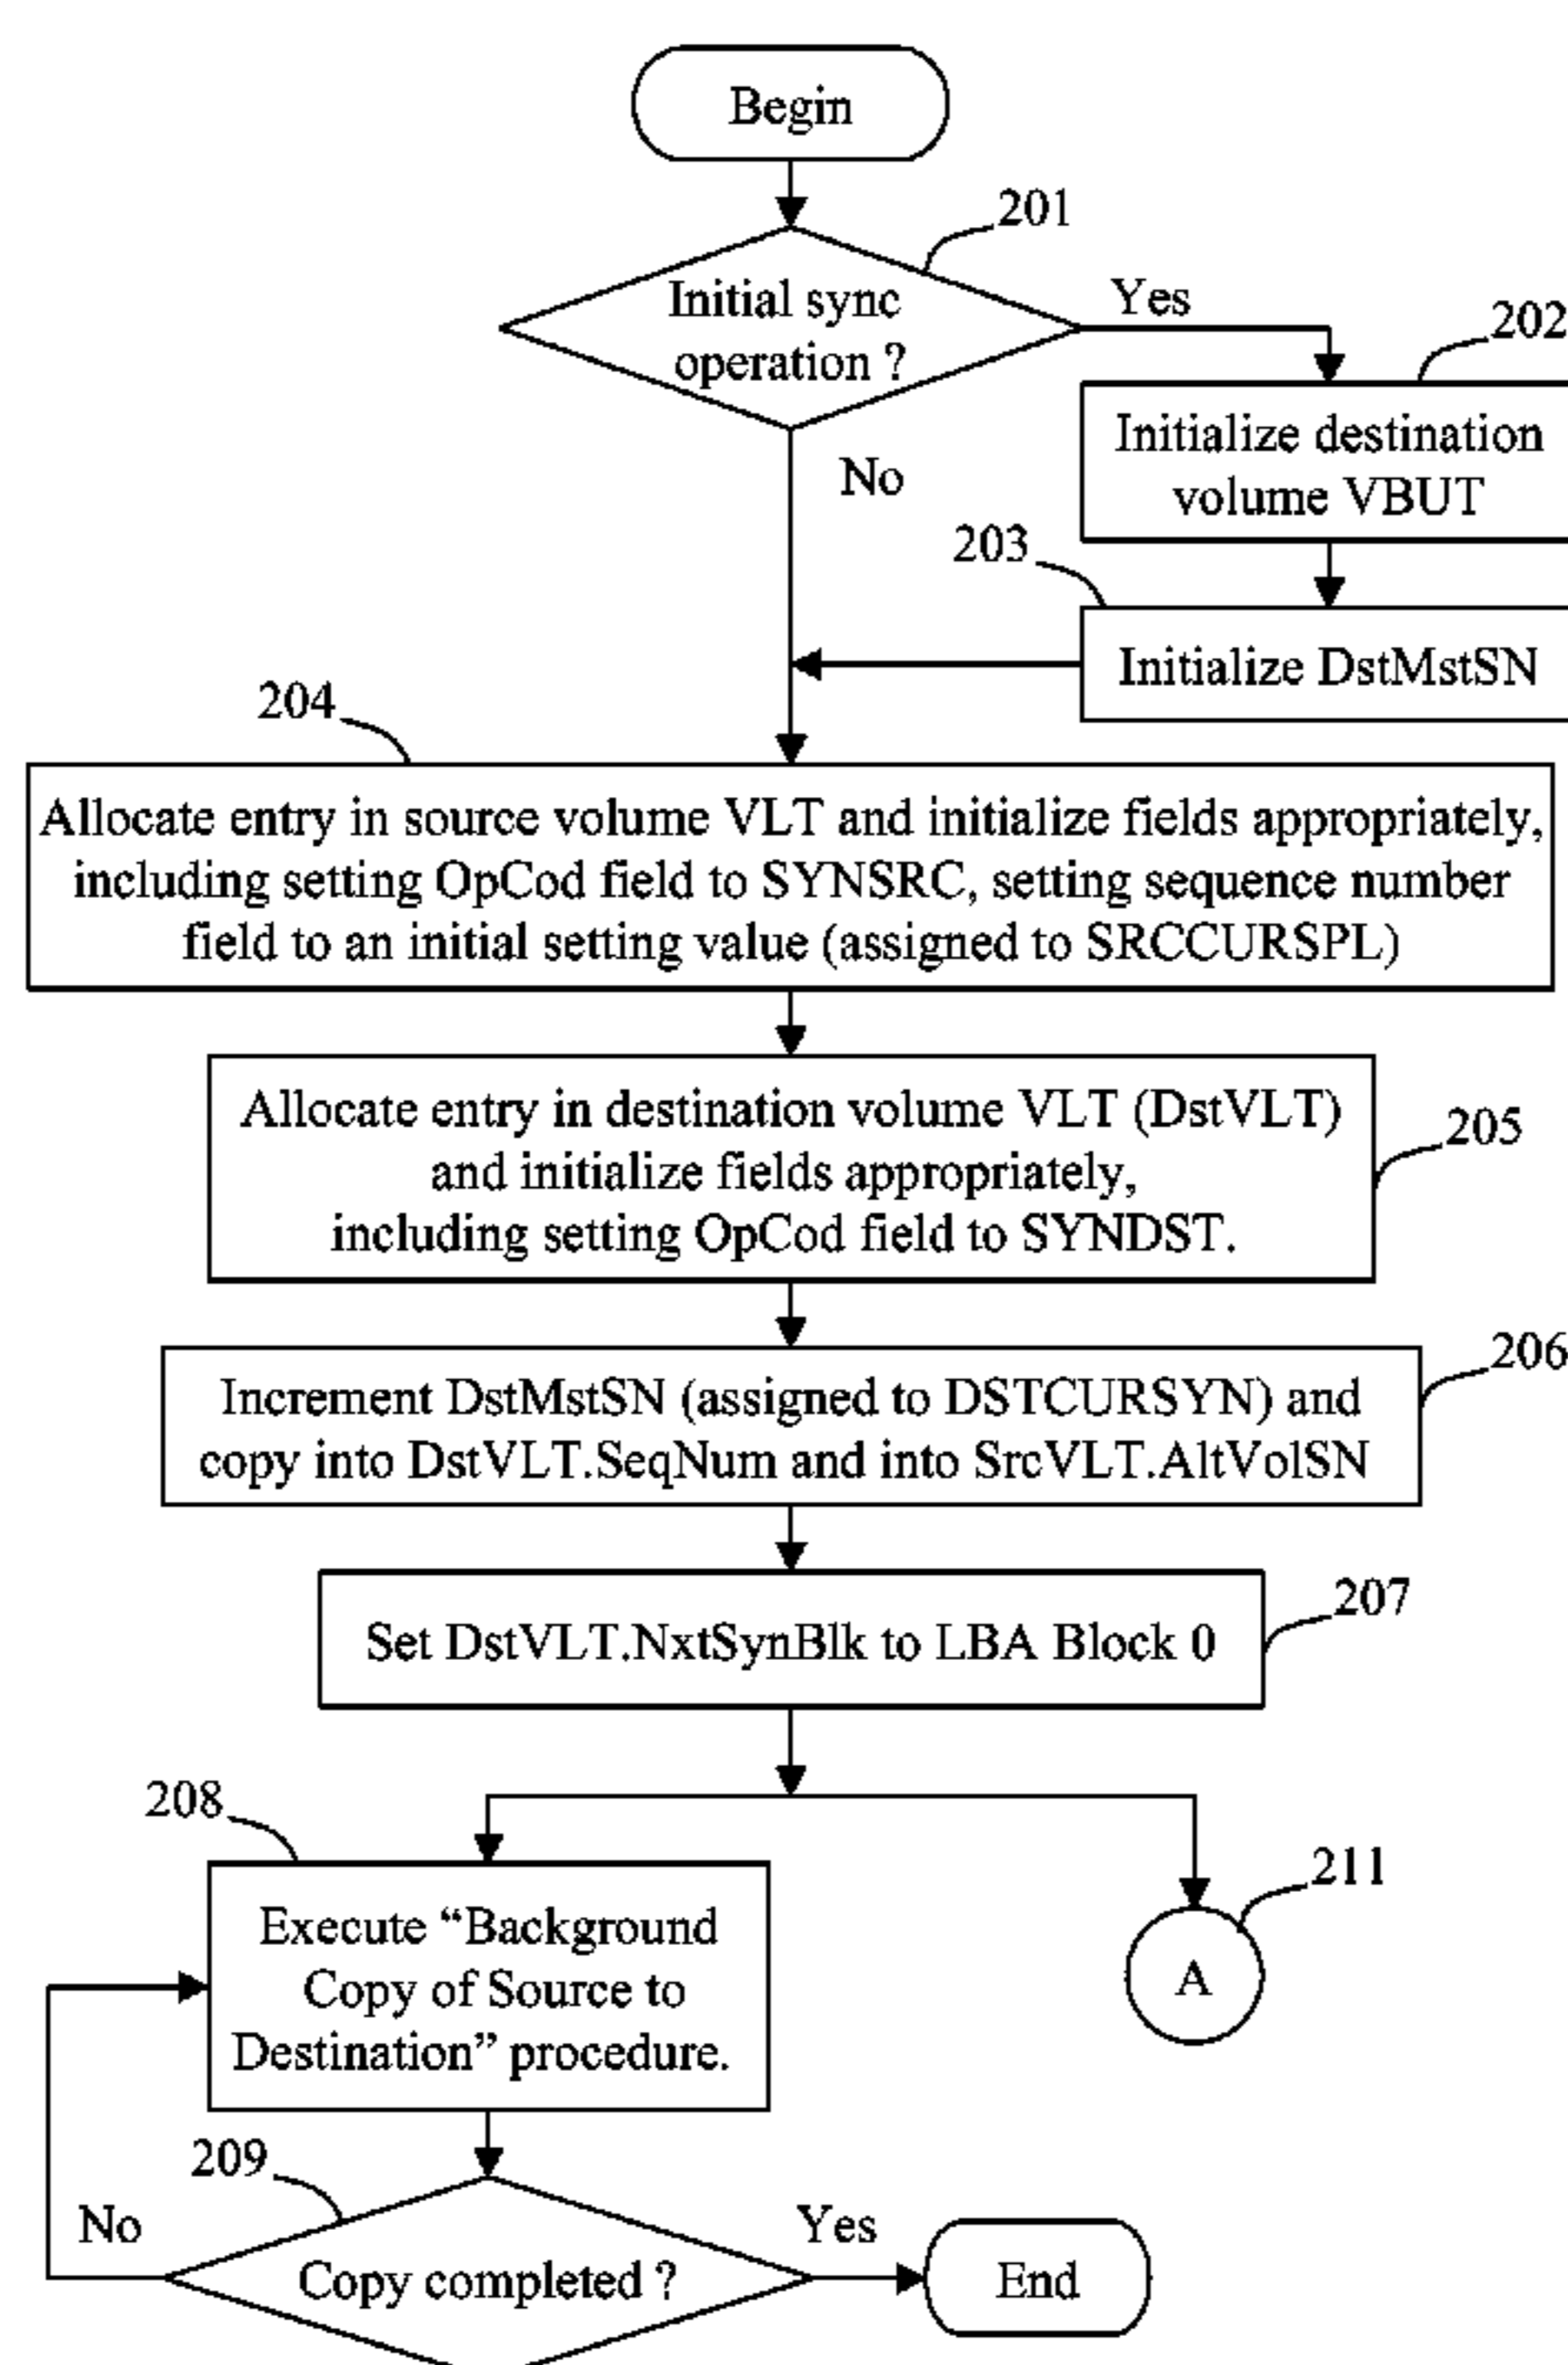 Begin
201
Initial sync
operation ?
Yes
202
Initialize destination
volume VBUT
No
203
Initialize DstMstSN
204
Allocate entry in source volume VLT and initialize fields appropriately,
including setting OpCod field to SYNSRC, setting sequence number
field to an initial setting value (assigned to SRCCURSPL)
Allocate entry in destination volume VLT (DstVLT)
and initialize fields appropriately,
including setting OpCod field to SYNDST.
205
Increment DstMstSN (assigned to DSTCURSYN) and
copy into DstVLT.SeqNum and into SrcVLT.AltVolSN
206
Set DstVLT.NxtSynBlk to LBA Block 0
207
208
Execute “Background
Copy of Source to
Destination” procedure.
211
A
209
No
Copy completed ?
Yes
End